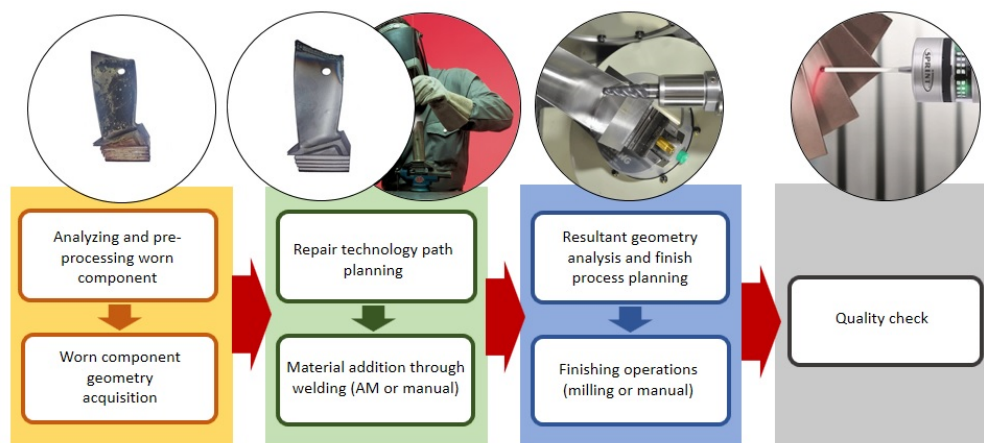 SPRINT
Analyzing and pre-
processing worn
component
Worn component
geometry
acquisition
Repair technology path
planning
Material addition through
welding (AM or manual)
Resultant geometry
analysis and finish
process planning
Finishing operations
(milling or manual)
Quality check